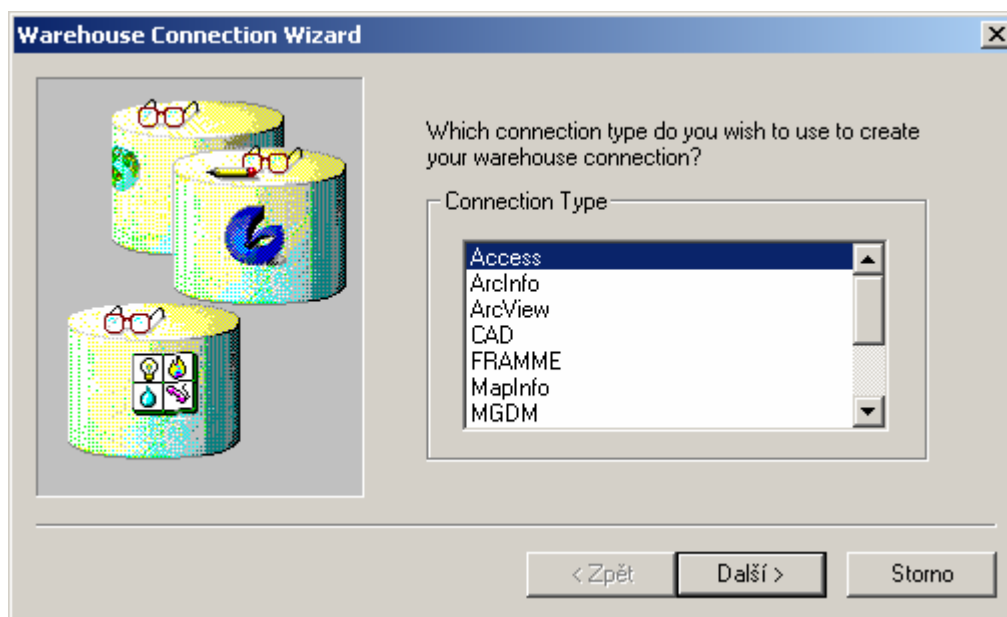 Warehouse Connection Wizard
Which connection type do you wish to use to create
your warehouse connection?
Connection Type
Access
ArcInfo
ArcView
CAD
FRAMME
MapInfo
MGDM
< Zpět
Další >
Storno